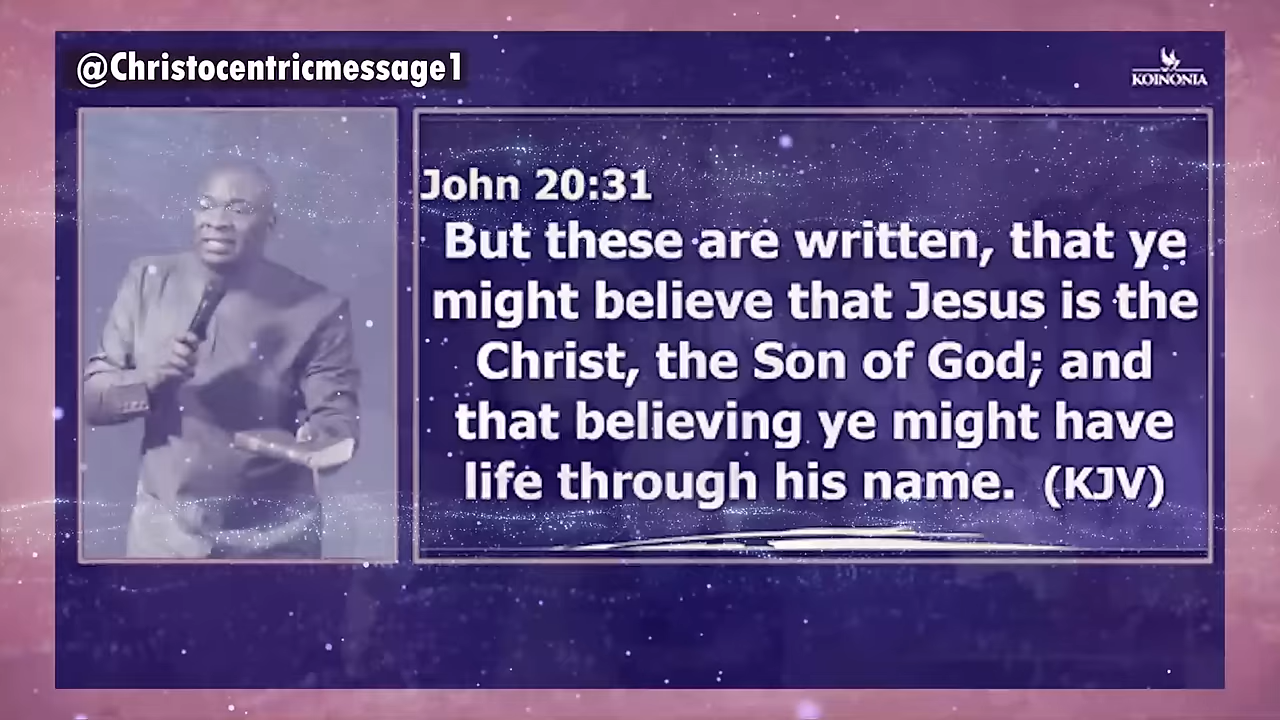 @Christocentricmessage1
KOINONIA
John 20:31
But these are written, that ye
might believe that Jesus is the
Christ, the Son of God; and
that believing ye might have
life through his name. (KJV)